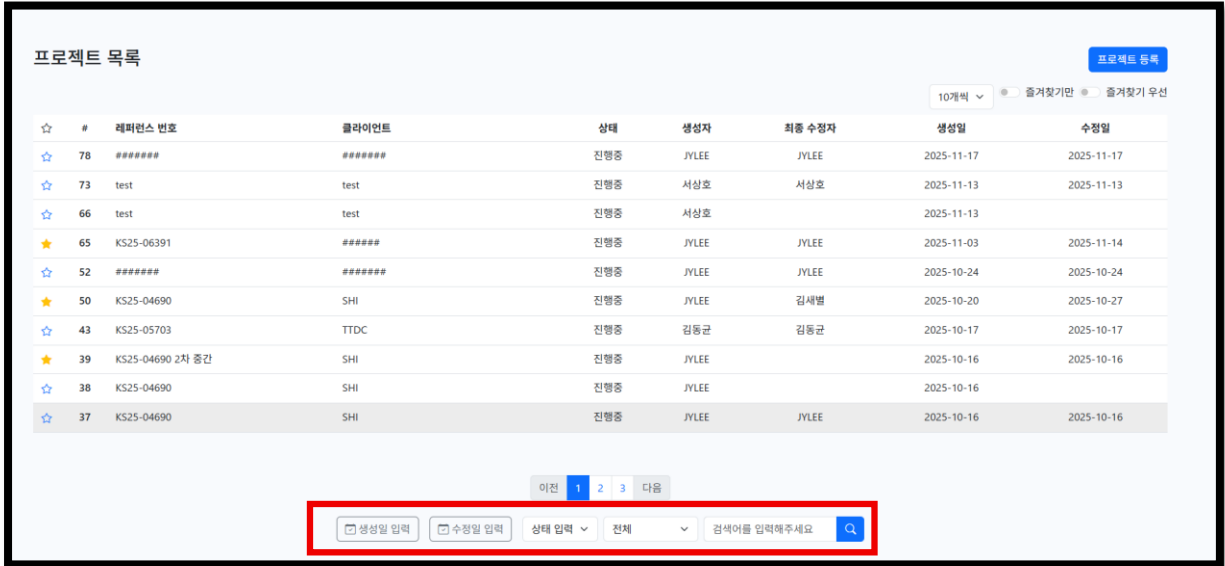 프로젝트 목록
프로젝트 등록
10개씩 즐겨찾기만 즐겨찾기 우선
# 레퍼런스 번호 클라이언트 상태 생성자 최종 수정자 생성일 수정일
78 ####### ####### 진행중 JYLEE JYLEE 2025-11-17 2025-11-17
73 test test 진행중 서상호 서상호 2025-11-13 2025-11-13
66 test test 진행중 서상호 2025-11-13
65 KS25-06391 ###### 진행중 JYLEE JYLEE 2025-11-03 2025-11-14
52 ####### ####### 진행중 JYLEE JYLEE 2025-10-24 2025-10-24
50 KS25-04690 SHI 진행중 JYLEE 김새별 2025-10-20 2025-10-27
43 KS25-05703 TTDC 진행중 김동균 김동균 2025-10-17 2025-10-17
39 KS25-04690 2차 중간 SHI 진행중 JYLEE 2025-10-16 2025-10-16
38 KS25-04690 SHI 진행중 JYLEE 2025-10-16
37 KS25-04690 SHI 진행중 JYLEE JYLEE 2025-10-16 2025-10-16
이전 1 2 3 다음
생성일 입력 수정일 입력 상태 입력 전체 검색어를 입력해주세요